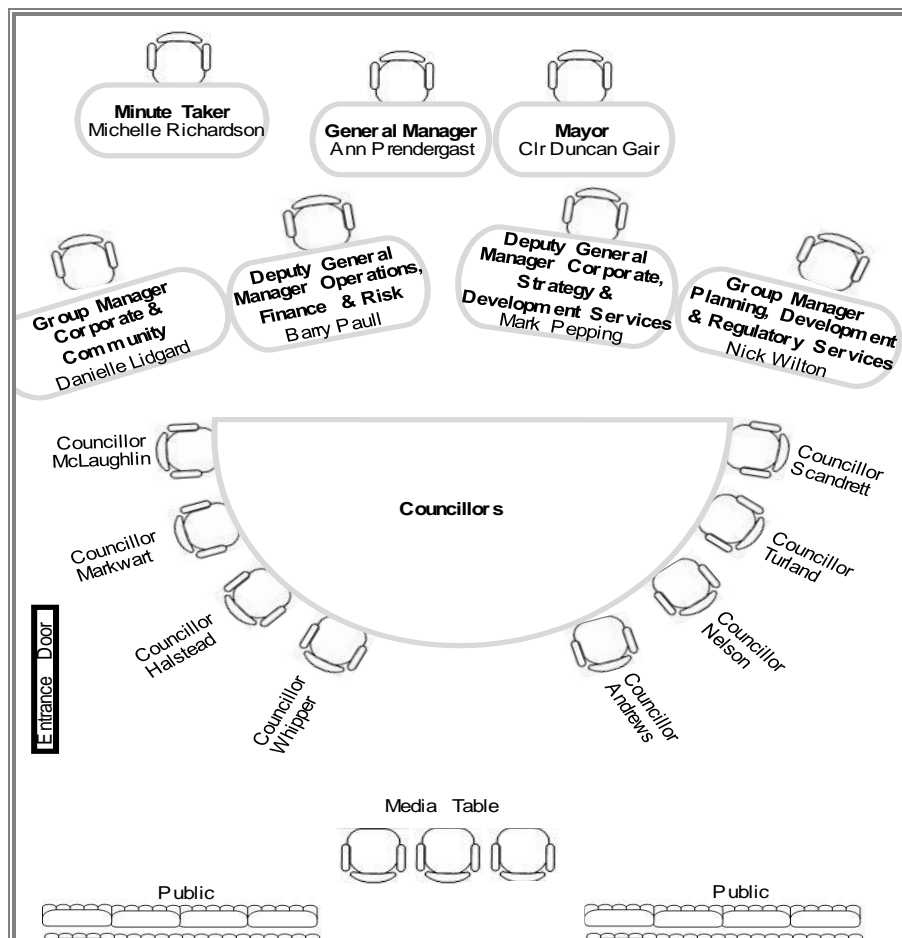 Minute Taker
Michelle Richardson
General Manager
Ann Prendergast
Mayor
Clr Duncan Gair
Group Manager
Corporate &
Community
Danielle Lidgard
Deputy General
Manager Operations,
Finance & Risk
Barry Paull
Deputy General
Manager Corporate,
Strategy &
Development Services
Mark Pepping
Group Manager
Planning, Development
& Regulatory Services
Nick Wilton
Councillor
McLaughlin
Councillor
Markwart
Councillor
Halstead
Councillor
Whipper
Councillors
Councillor
Scandrett
Councillor
Turland
Councillor
Nelson
Councillor
Andrews
Entrance Door
Media Table
Public
Public